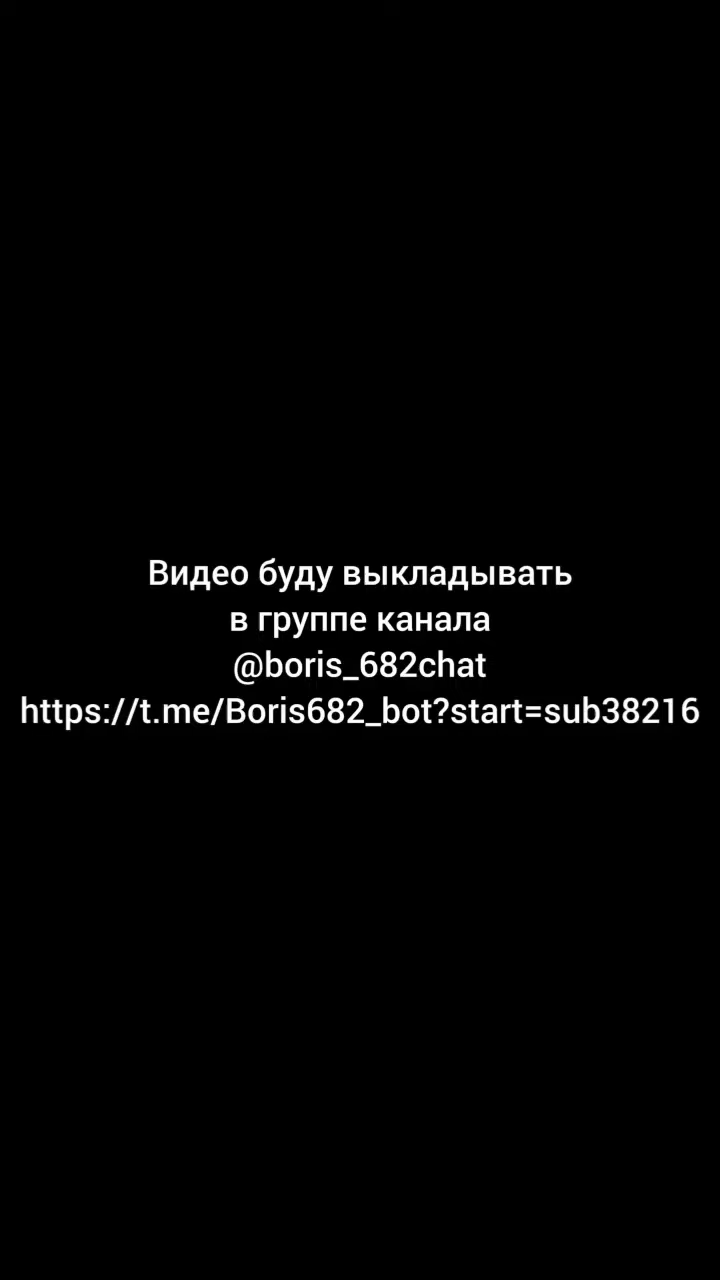 Видео буду выкладывать
в группе канала
@boris_682chat
https://t.me/Boris682_bot?start=sub38216